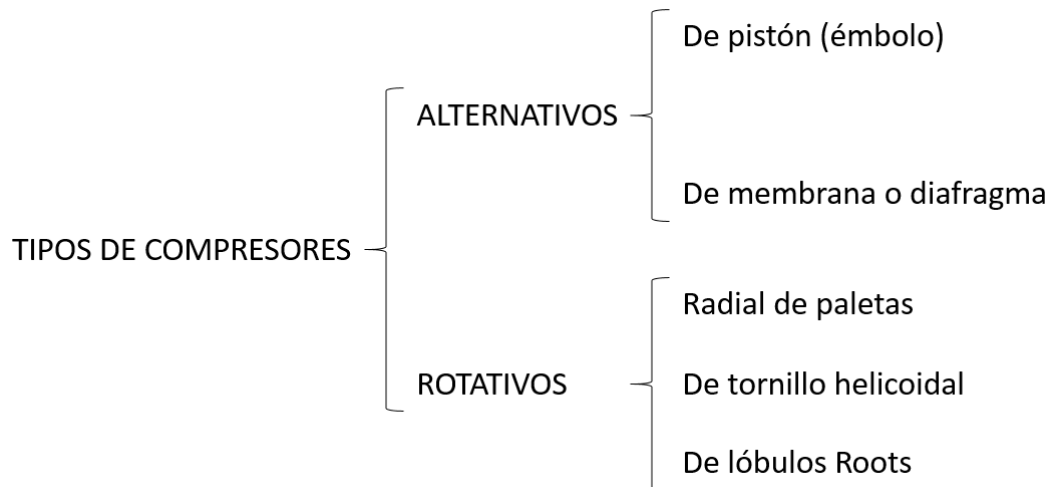 TIPOS DE COMPRESORES
ALTERNATIVOS
De pistón (émbolo)
De membrana o diafragma
ROTATIVOS
Radial de paletas
De tornillo helicoidal
De lóbulos Roots